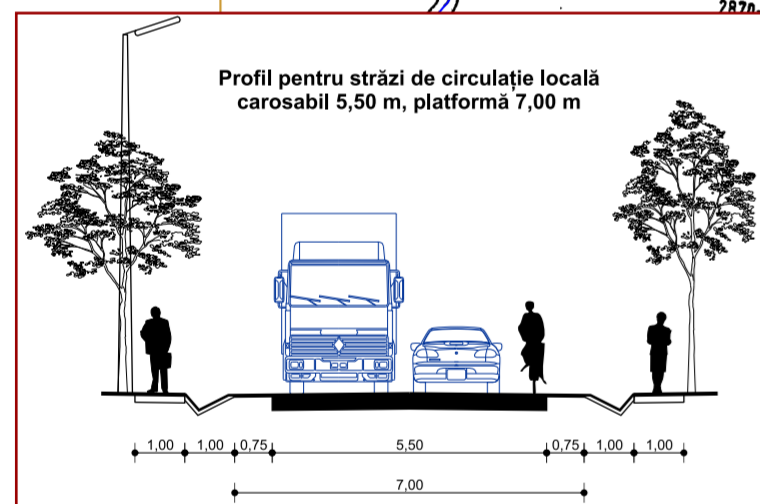 287n
Profil pentru străzi de circulație locală
carosabil 5,50 m, platformă 7,00 m
1,00 1,00 0,75 5,50 0,75 1,00 1,00
7,00